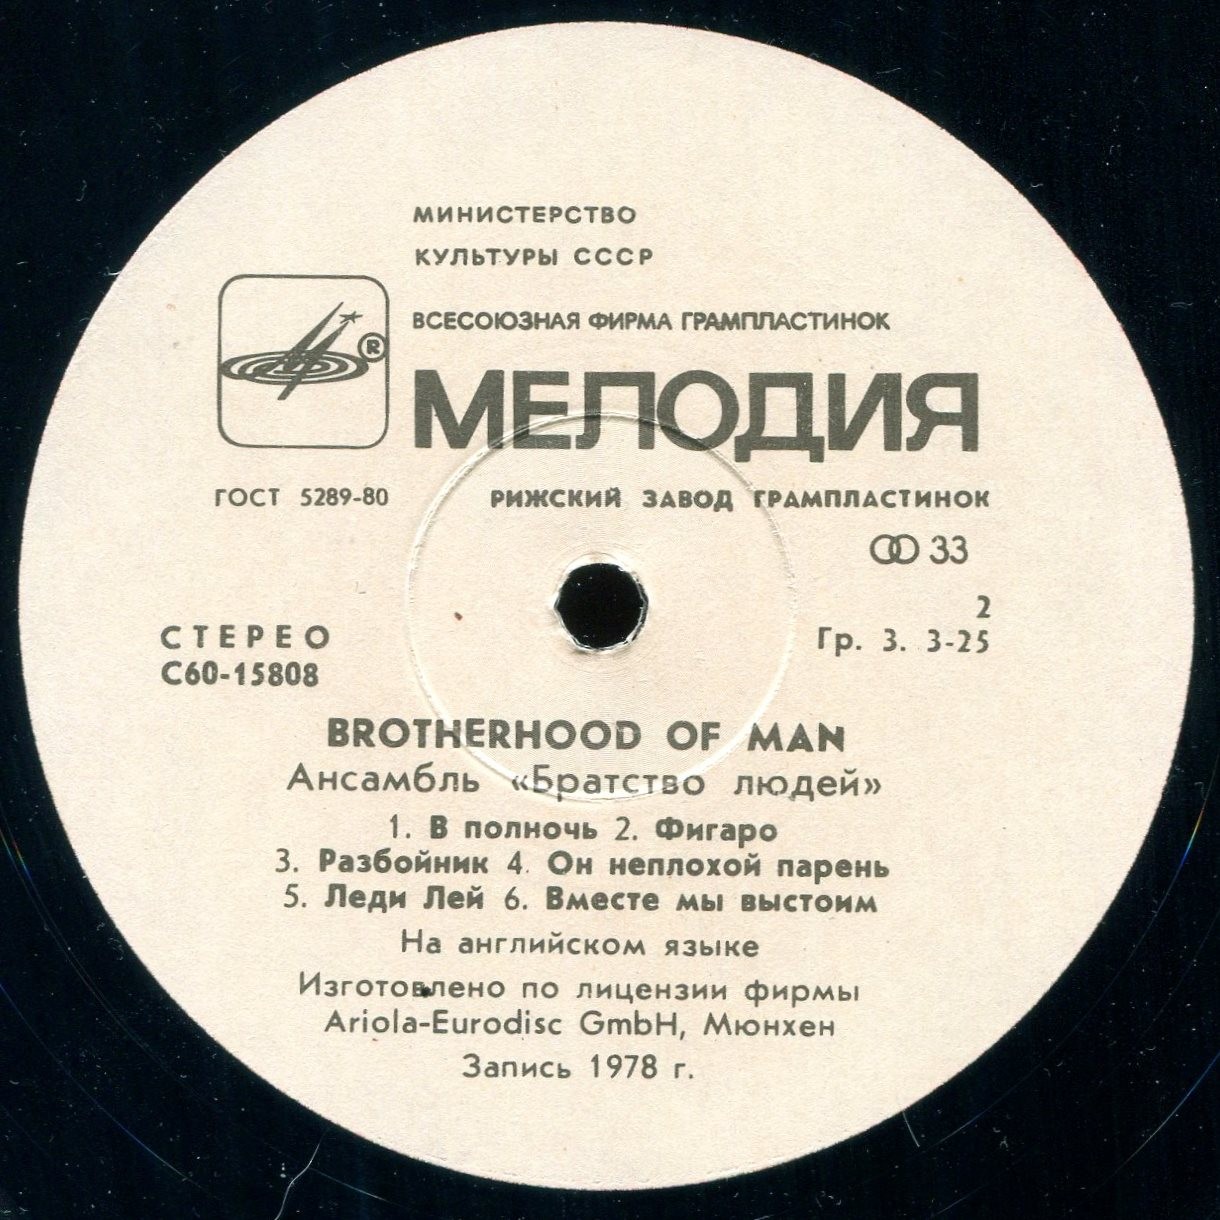 МИНИСТЕРСТВО
КУЛЬТУРЫ СССР
ВСЕСОЮЗНАЯ ФИРМА ГРАМПЛАСТИНОК
®
МЕЛОДИЯ
ГОСТ 5289-80
РИЖСКИЙ ЗАВОД ГРАМПЛАСТИНОК
33
2
СТЕРЕО
Гр. 3. 3-25
С60-15808
BROTHERHOOD OF MAN
Ансамбль «Братство людей»
1. В полночь 2. Фигаро
3. Разбойник 4. Он неплохой парень
5. Леди Лей 6. Вместе мы выстоим
На английском языке
Изготовлено по лицензии фирмы
Ariola-Eurodisc GmbH, Мюнхен
Запись 1978 г.